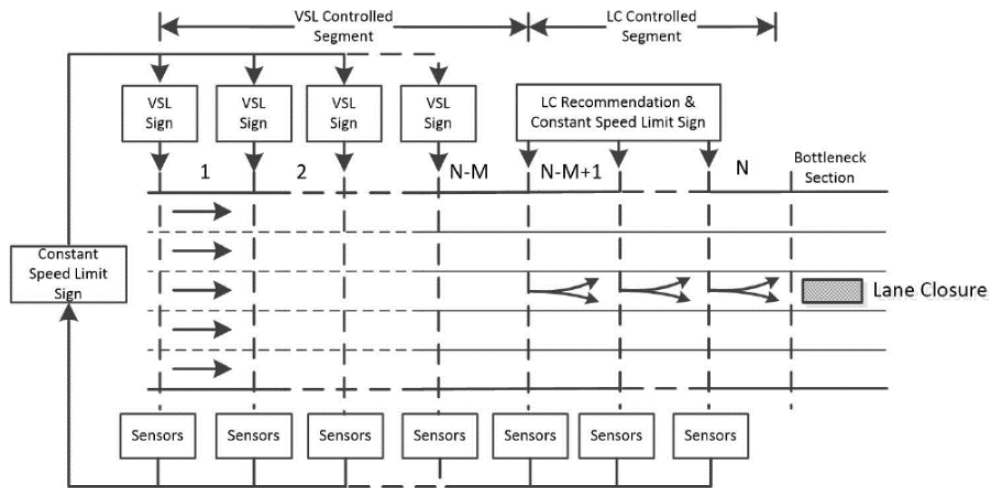 VSL Controlled
Segment
LC Controlled
Segment
VSL
Sign
VSL
Sign
VSL
Sign
VSL
Sign
LC Recommendation &
Constant Speed Limit Sign
1
2
N-M
N-M+1
N
Bottleneck
Section
Constant
Speed Limit
Sign
Lane Closure
Sensors
Sensors
Sensors
Sensors
Sensors
Sensors
Sensors